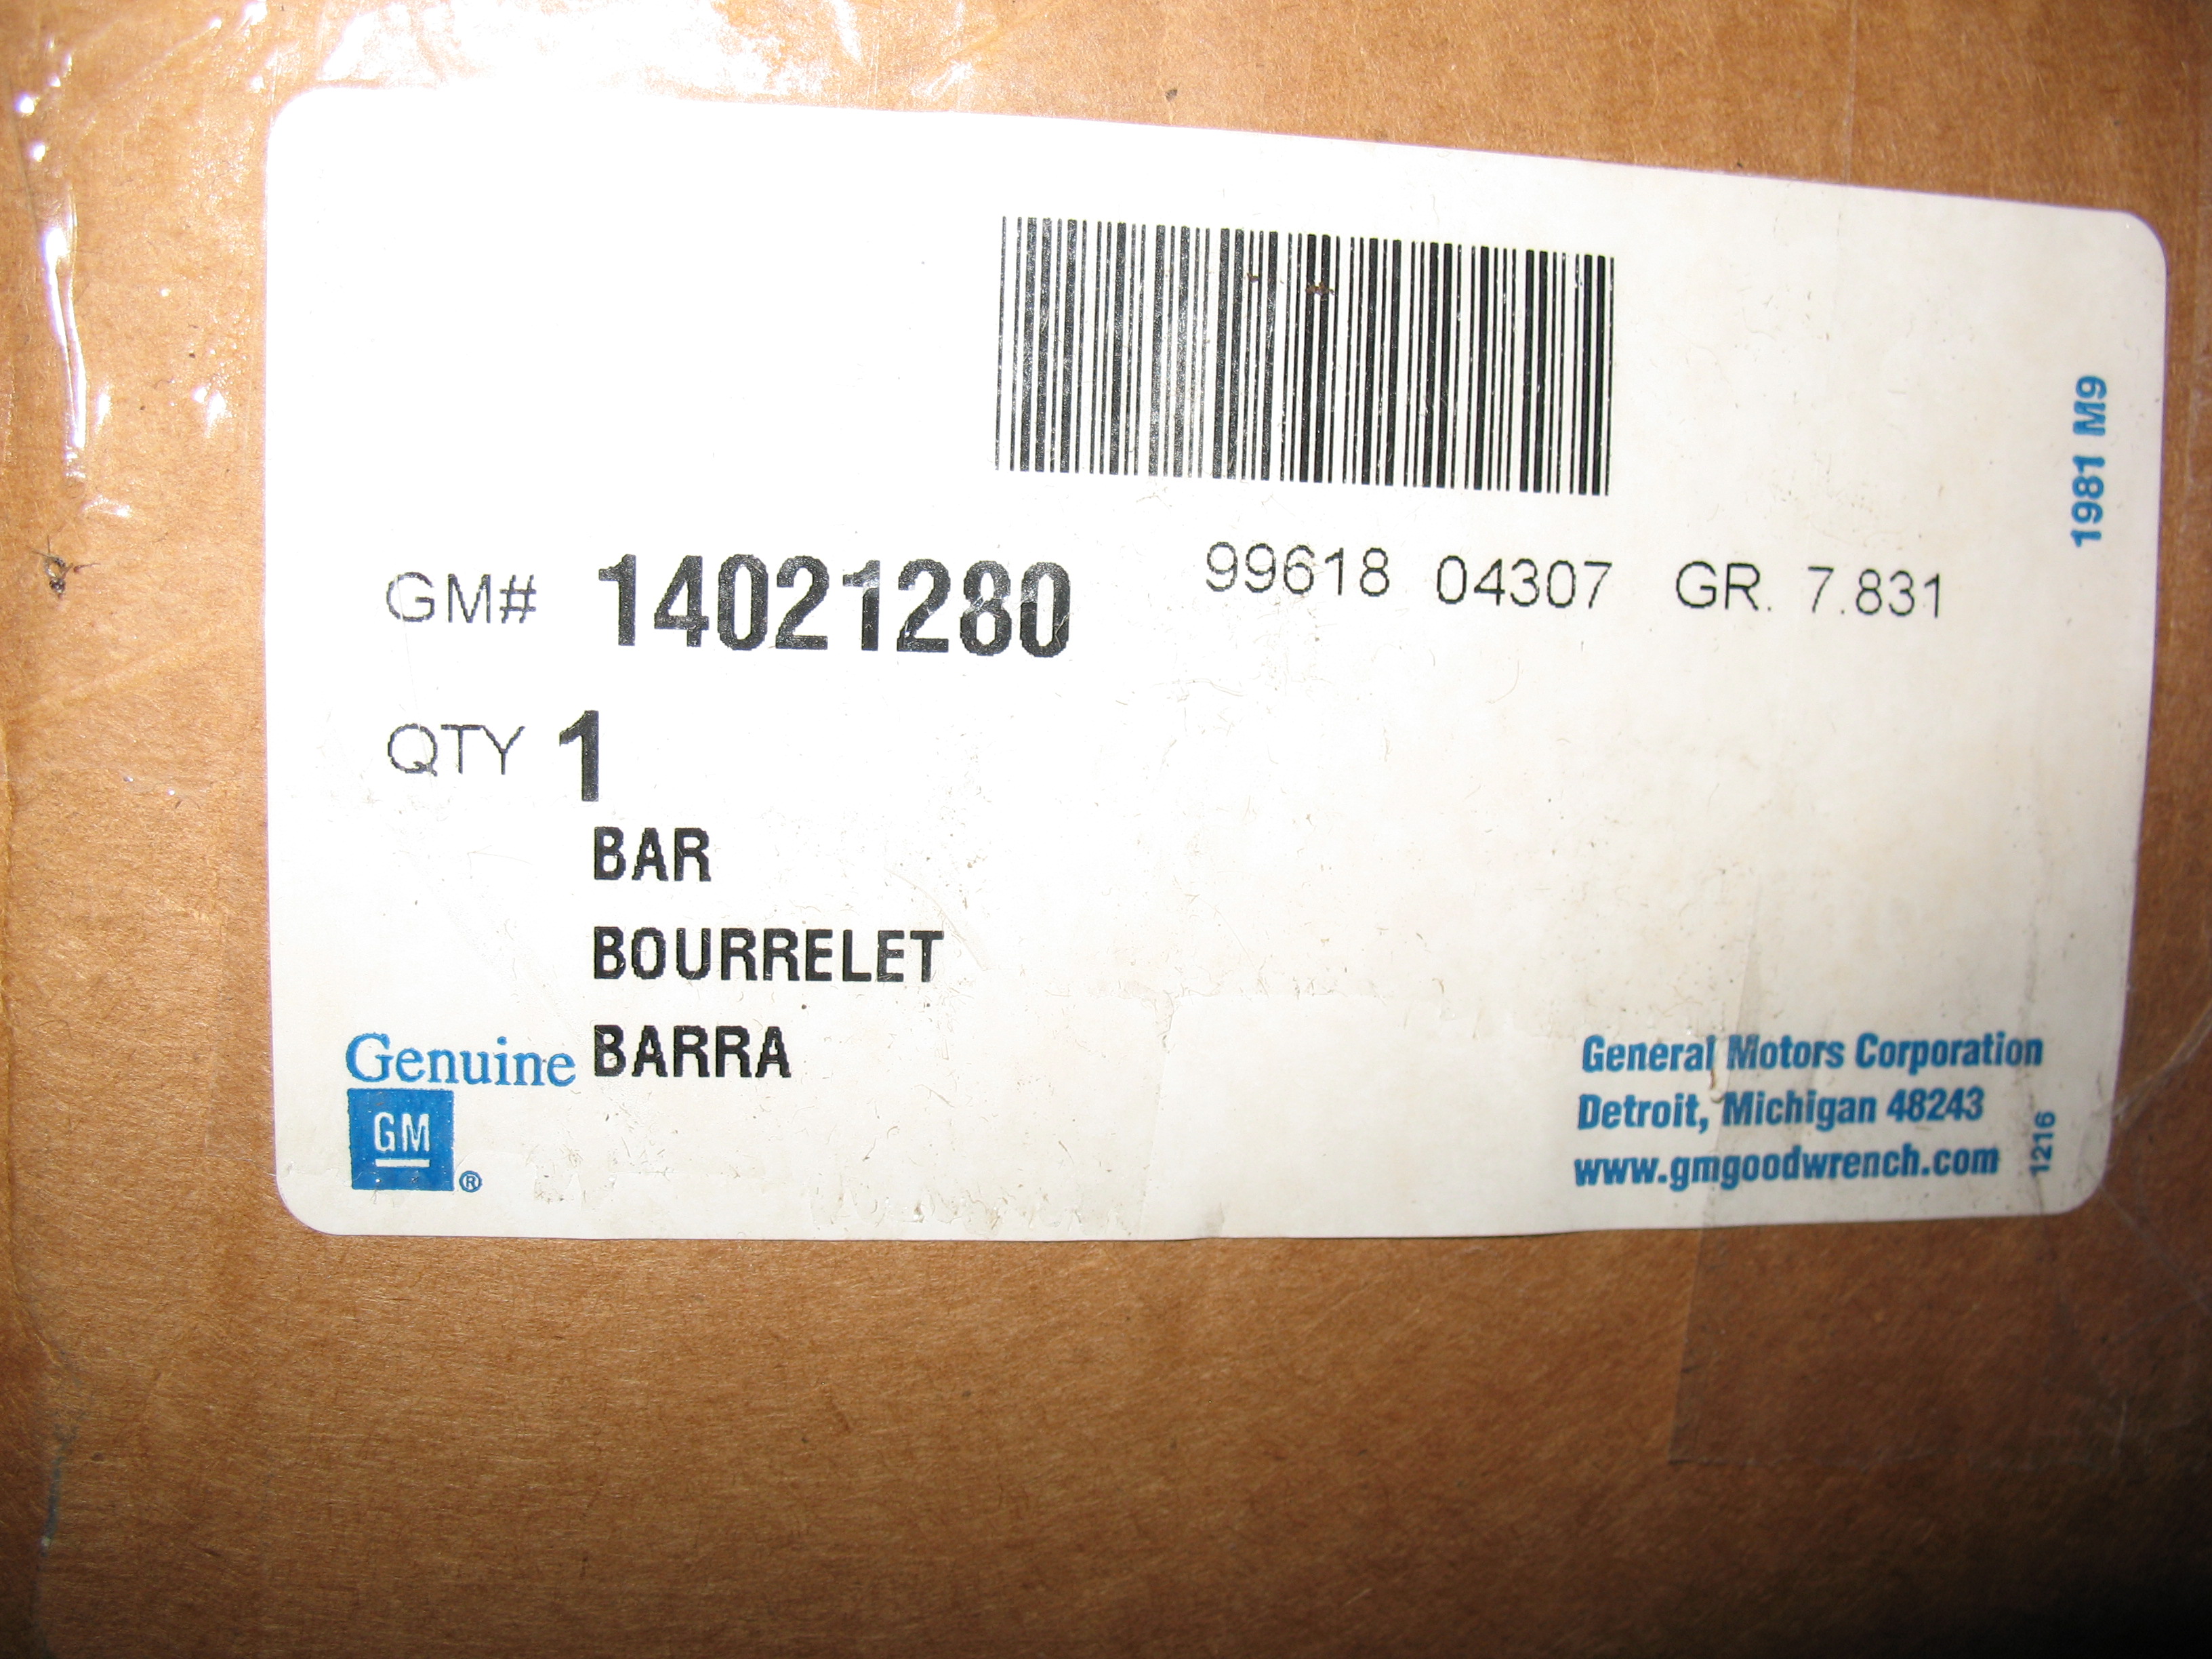 GM# 14021280 99618 04307 GR. 7.831
QTY 1
BAR
BOURRELET
BARRA
Genuine
GM ®
General Motors Corporation
Detroit, Michigan 48243
www.gmgoodwrench.com
1216
1981 M9